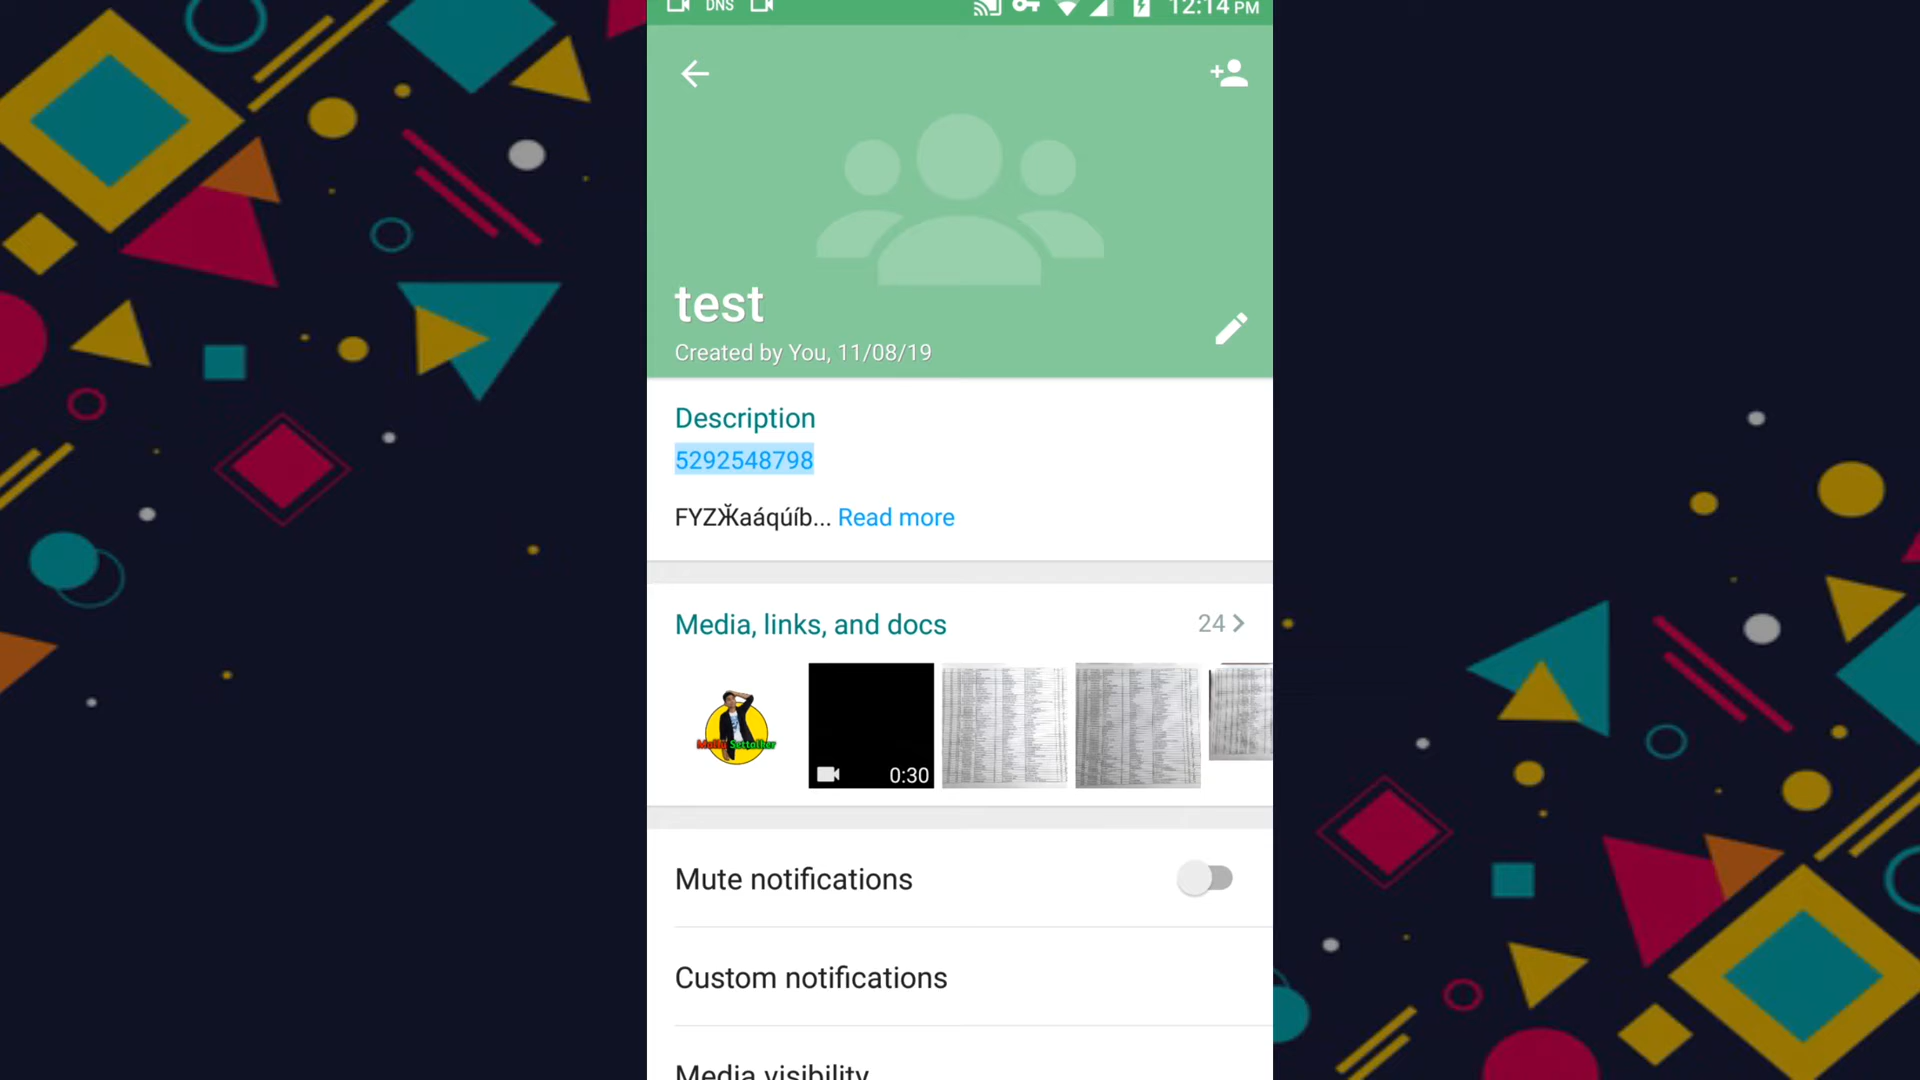 DNS
12:14 PM
test
Created by You, 11/08/19
Description
5292548798
FYZӁaáqúíb... Read more
Media, links, and docs
24
0:30
Mute notifications
Custom notifications
Media visibility